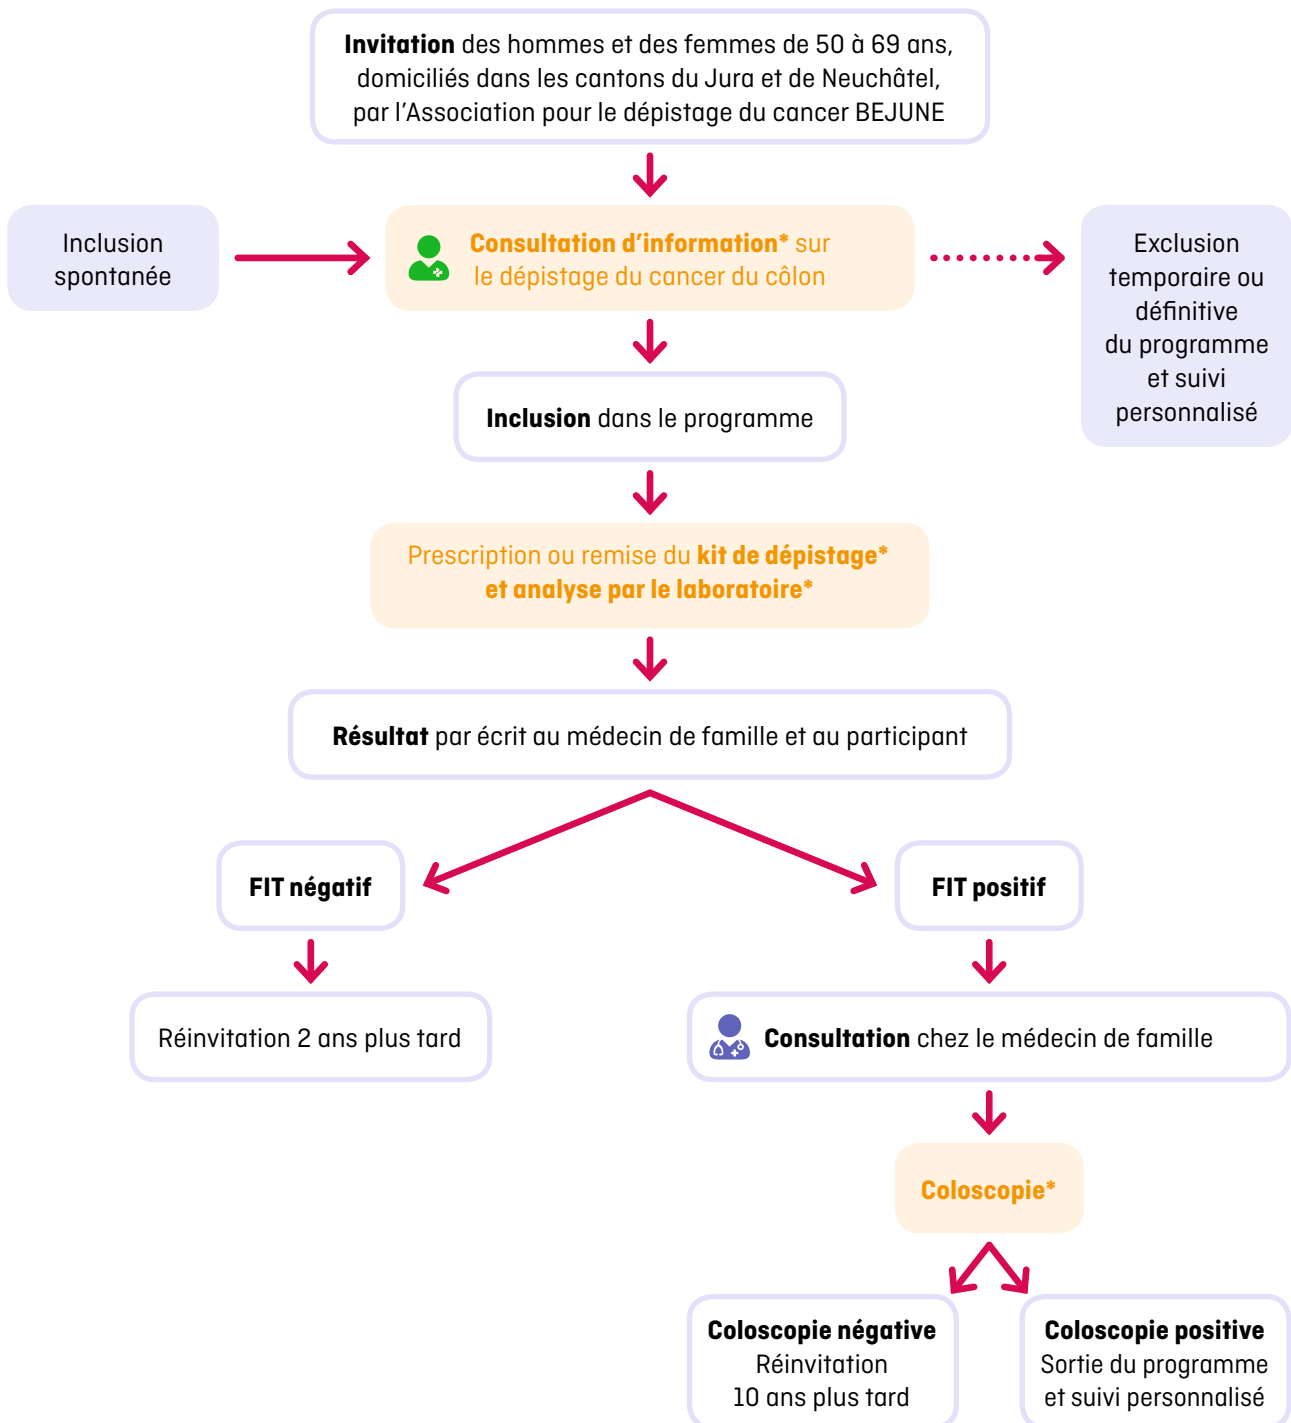 Invitation des hommes et des femmes de 50 à 69 ans,
domiciliés dans les cantons du Jura et de Neuchâtel,
par l’Association pour le dépistage du cancer BEJUNE
Inclusion
spontanée
Consultation d’information* sur
le dépistage du cancer du côlon
Exclusion
temporaire ou
définitive
du programme
et suivi
personnalisé
Inclusion dans le programme
Prescription ou remise du kit de dépistage*
et analyse par le laboratoire*
Résultat par écrit au médecin de famille et au participant
FIT négatif
FIT positif
Réinvitation 2 ans plus tard
Consultation chez le médecin de famille
Coloscopie*
Coloscopie négative
Réinvitation
10 ans plus tard
Coloscopie positive
Sortie du programme
et suivi personnalisé